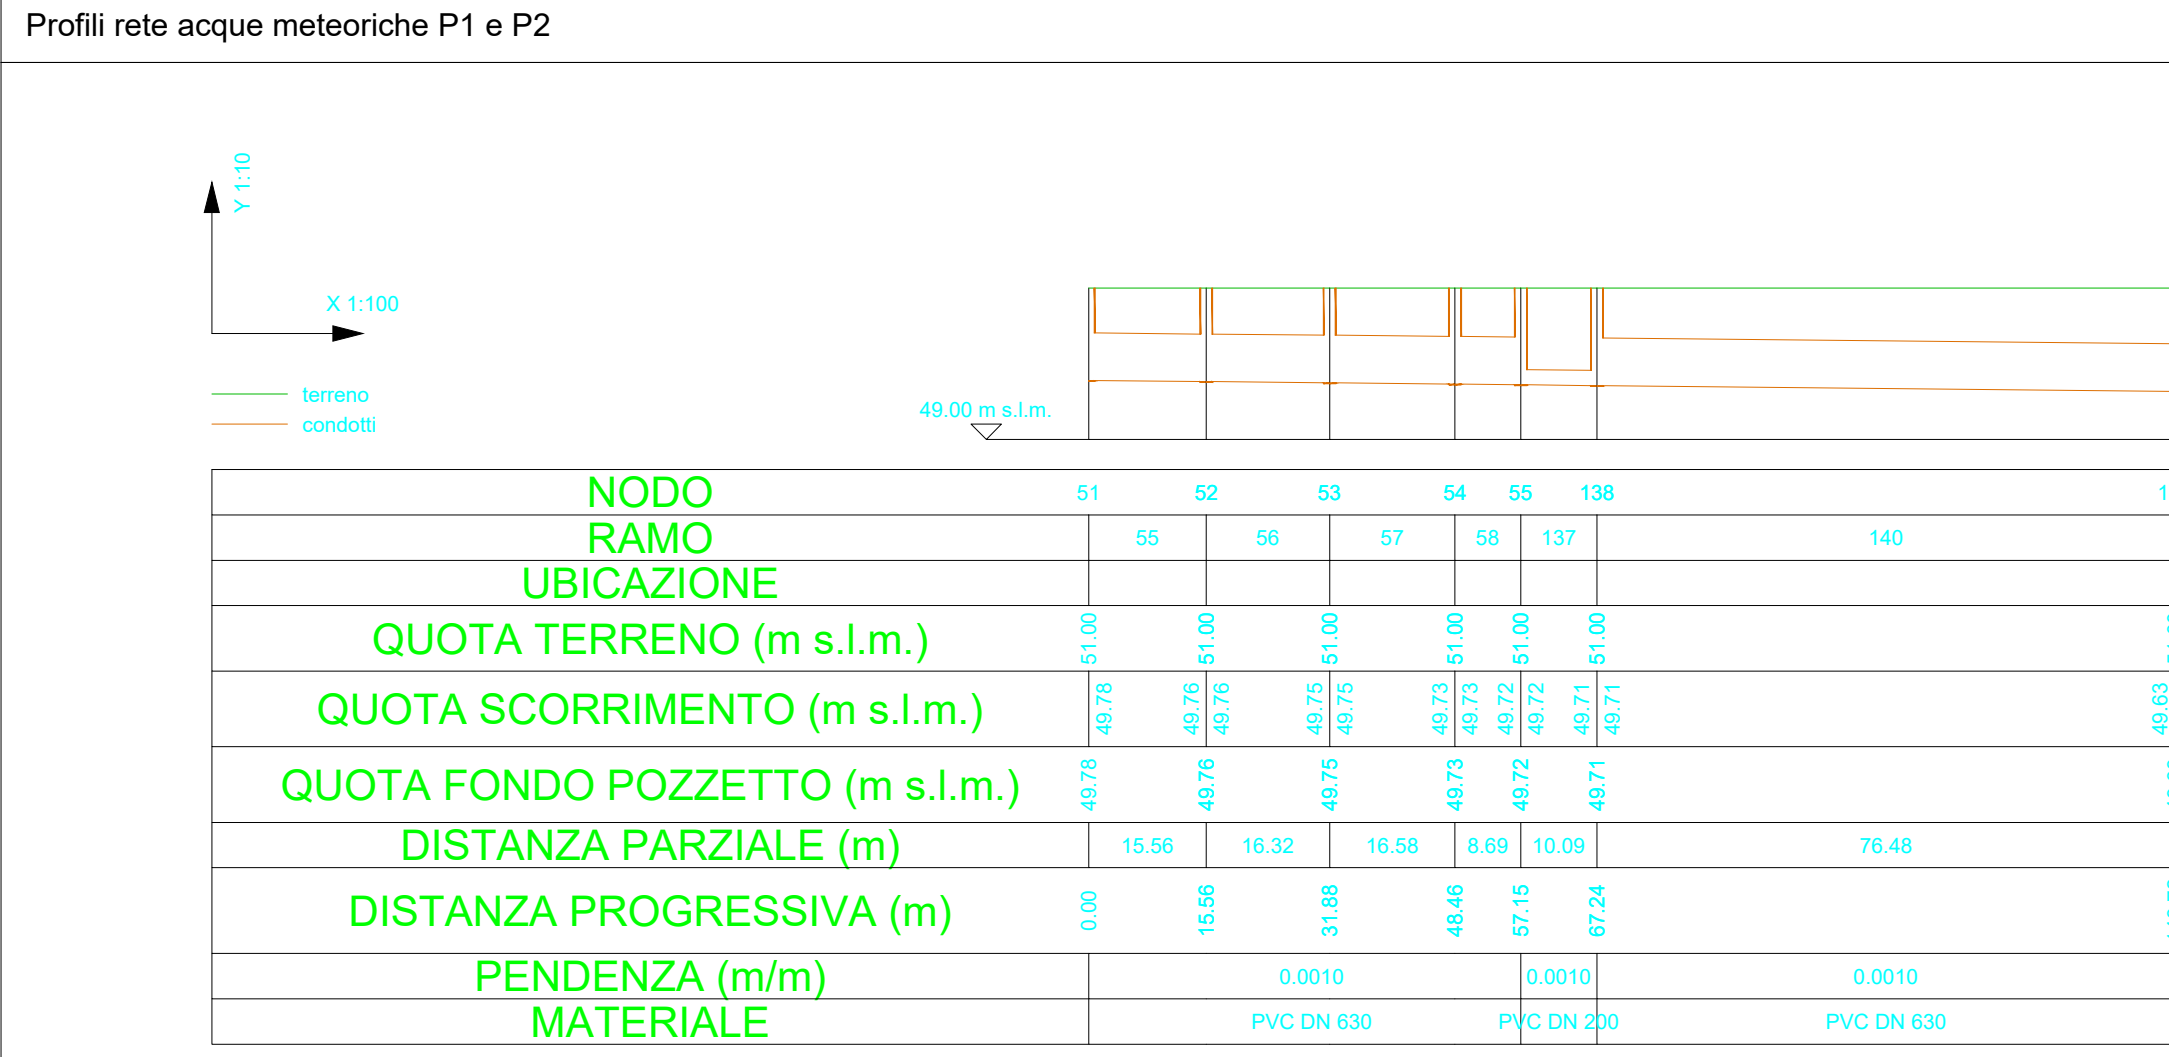 Profili rete acque meteoriche P1 e P2
Y 1:10
X 1:100
terreno
condotti
49.00 m s.l.m.
NODO 51 52 53 54 55 138
RAMO 55 56 57 58 137 140
UBICAZIONE
QUOTA TERRENO (m s.l.m.) 51.00 51.00 51.00 51.00 51.00 51.00
QUOTA SCORRIMENTO (m s.l.m.) 49.78 49.76 49.76 49.75 49.75 49.73 49.73 49.72 49.72 49.71 49.71 49.63
QUOTA FONDO POZZETTO (m s.l.m.) 49.78 49.76 49.75 49.73 49.72 49.71
DISTANZA PARZIALE (m) 15.56 16.32 16.58 8.69 10.09 76.48
DISTANZA PROGRESSIVA (m) 0.00 15.56 31.88 48.46 57.15 67.24
PENDENZA (m/m) 0.0010 0.0010 0.0010
MATERIALE PVC DN 630 PVC DN 200 PVC DN 630